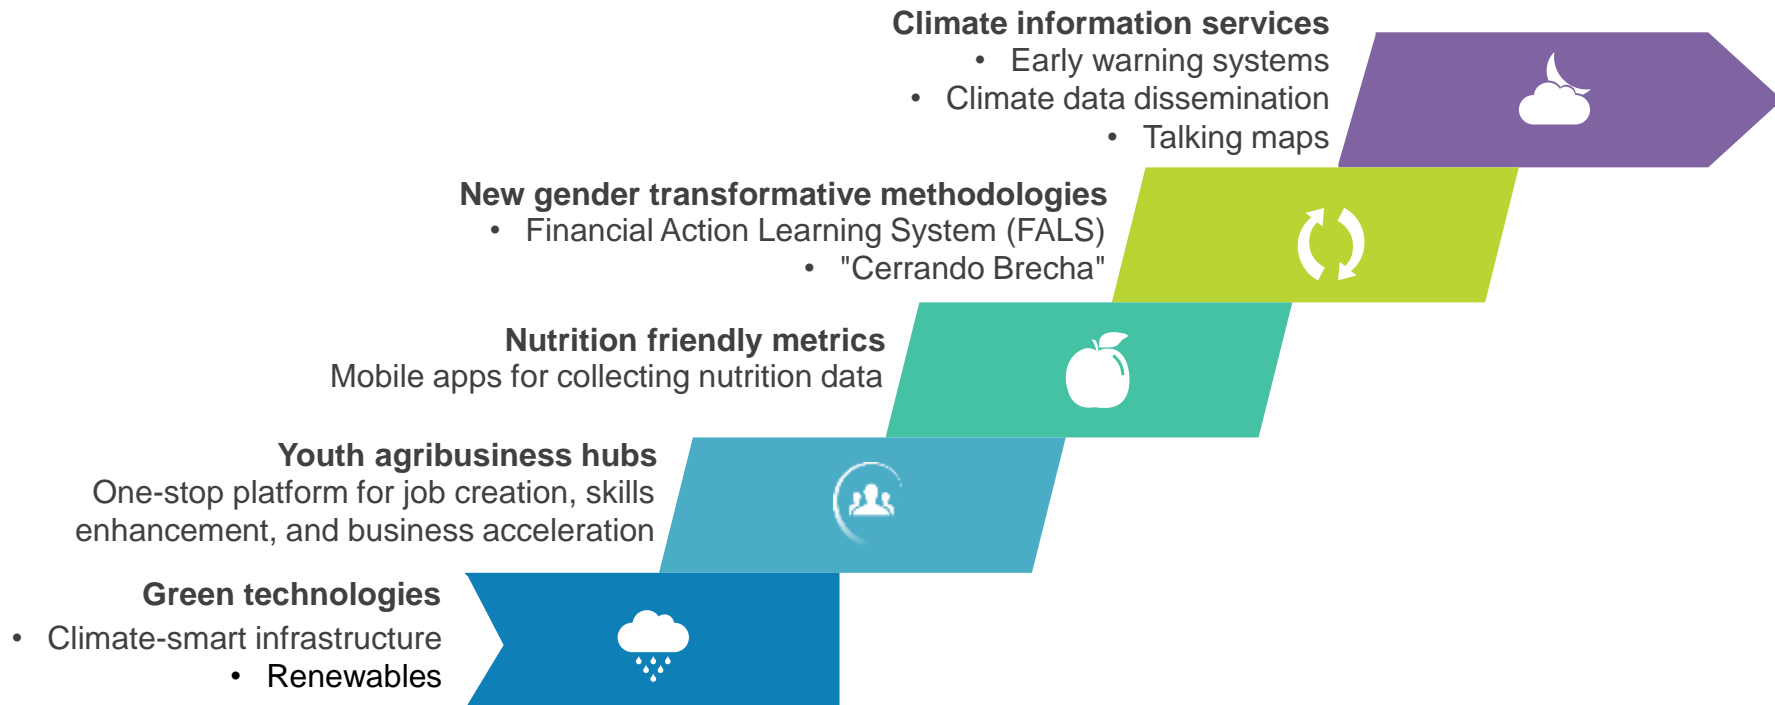 Climate information services
• Early warning systems
• Climate data dissemination
• Talking maps
New gender transformative methodologies
• Financial Action Learning System (FALS)
• "Cerrando Brecha"
Nutrition friendly metrics
Mobile apps for collecting nutrition data
Youth agribusiness hubs
One-stop platform for job creation, skills
enhancement, and business acceleration
Green technologies
• Climate-smart infrastructure
• Renewables